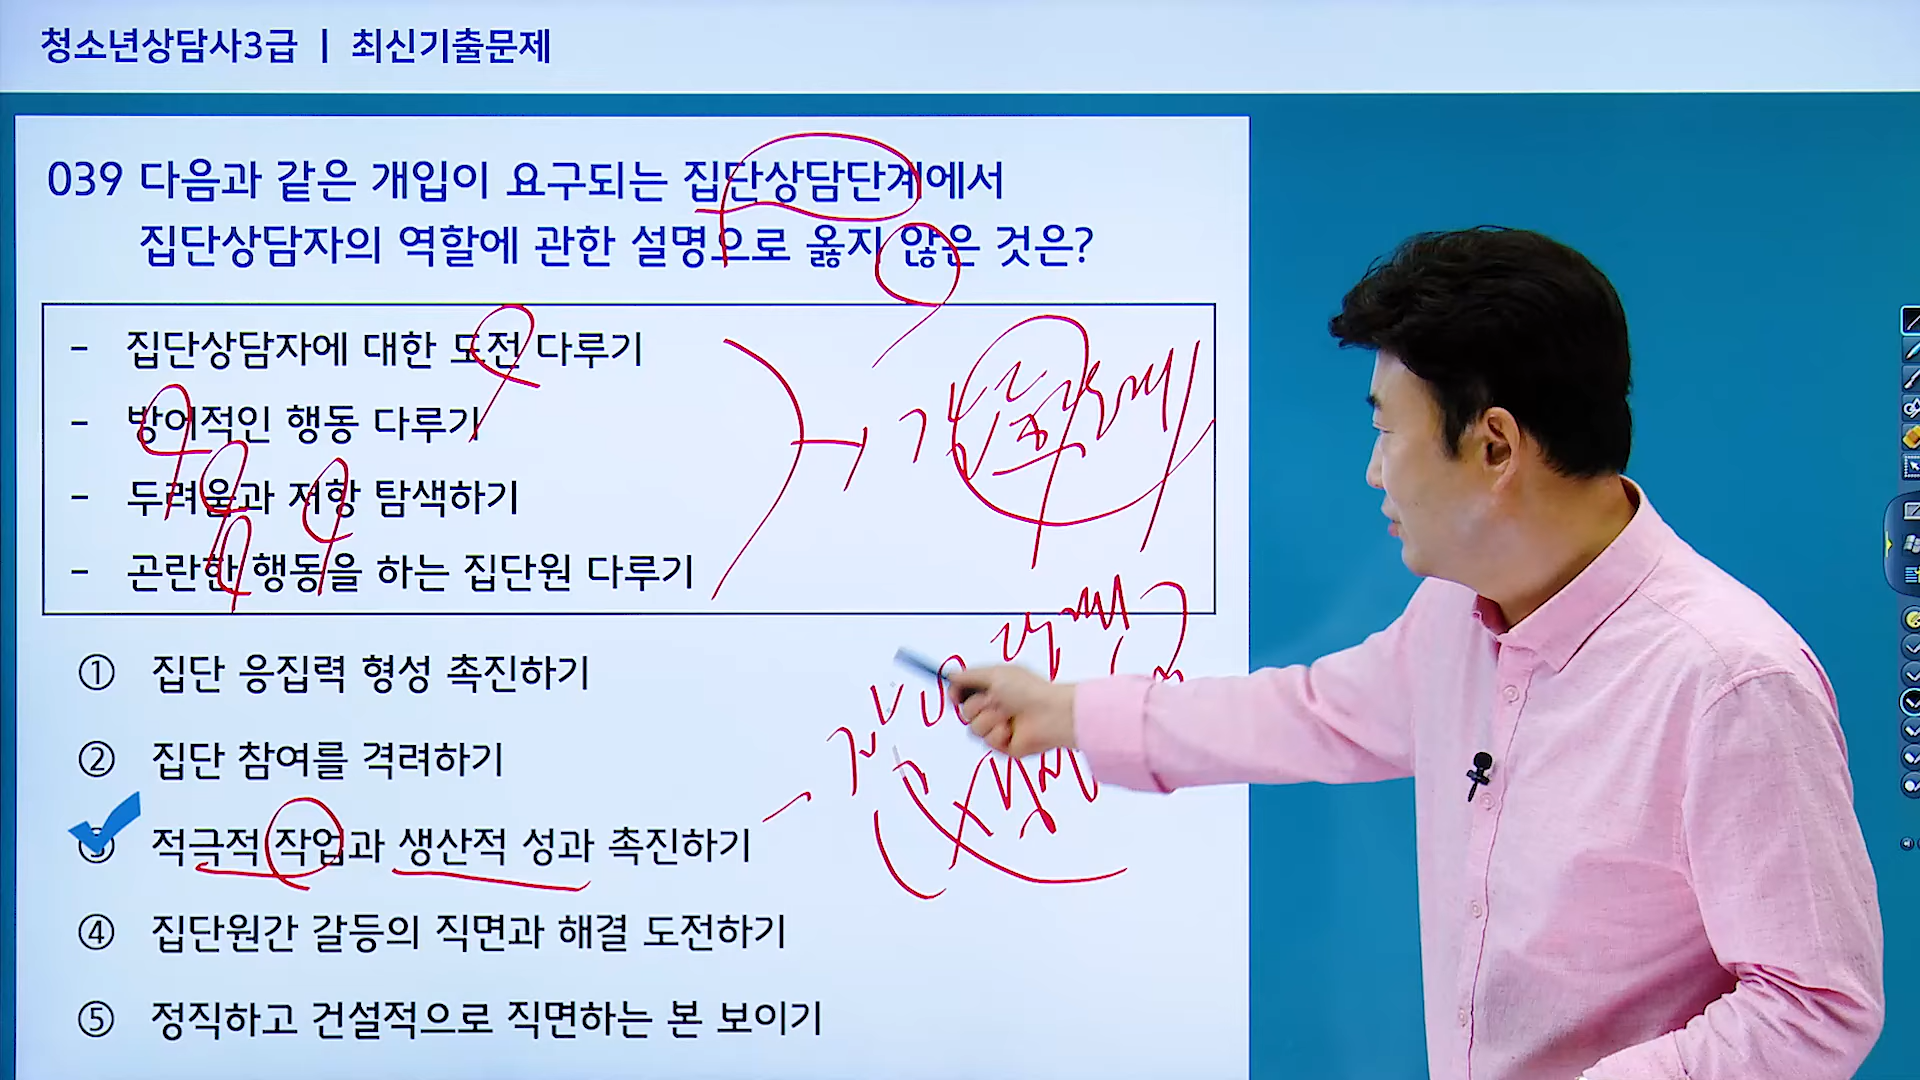 청소년상담사3급 | 최신기출문제
039 다음과 같은 개입이 요구되는 집단상담단계에서
집단상담자의 역할에 관한 설명으로 옳지 않은 것은?
- 집단상담자에 대한 도전 다루기
- 방어적인 행동 다루기
- 두려움과 저항 탐색하기
- 곤란한 행동을 하는 집단원 다루기
① 집단 응집력 형성 촉진하기
② 집단 참여를 격려하기
③ 적극적 작업과 생산적 성과 촉진하기
④ 집단원간 갈등의 직면과 해결 도전하기
⑤ 정직하고 건설적으로 직면하는 본 보이기